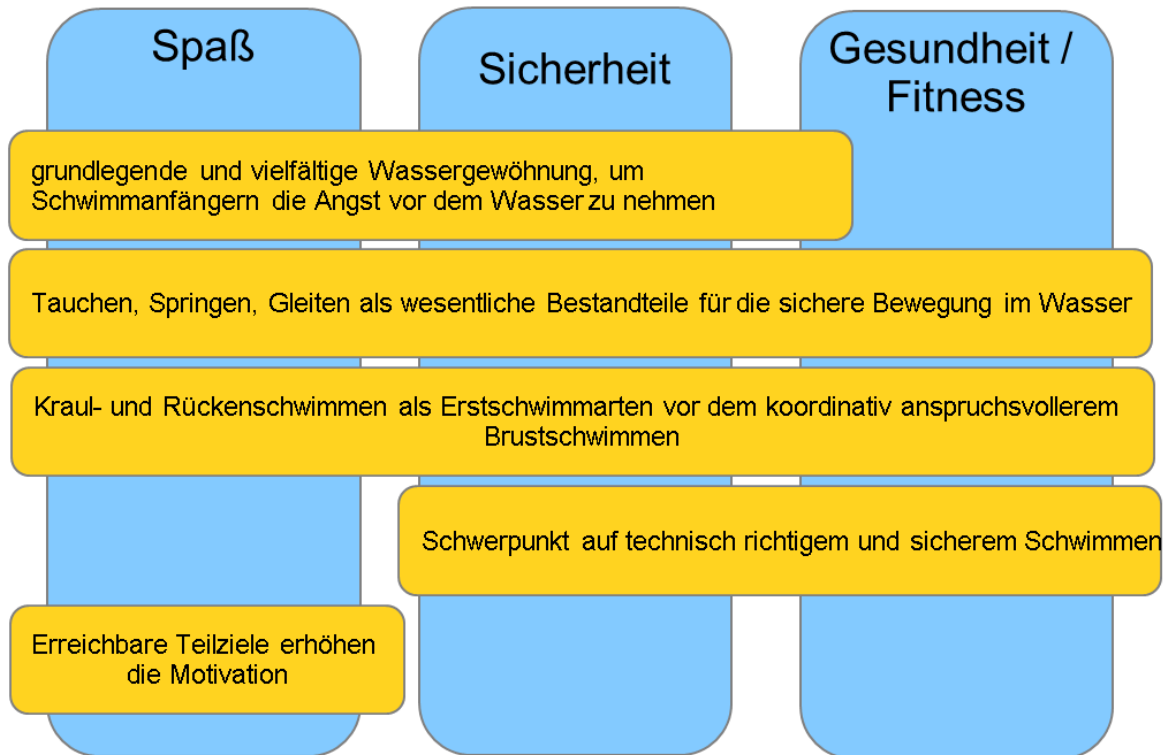 Spaß
Sicherheit
Gesundheit /
Fitness
grundlegende und vielfältige Wassergewöhnung, um
Schwimmanfängern die Angst vor dem Wasser zu nehmen
Tauchen, Springen, Gleiten als wesentliche Bestandteile für die sichere Bewegung im Wasser
Kraul- und Rückenschwimmen als Erstschwimmarten vor dem koordinativ anspruchsvollerem
Brustschwimmen
Schwerpunkt auf technisch richtigem und sicherem Schwimmen
Erreichbare Teilziele erhöhen
die Motivation